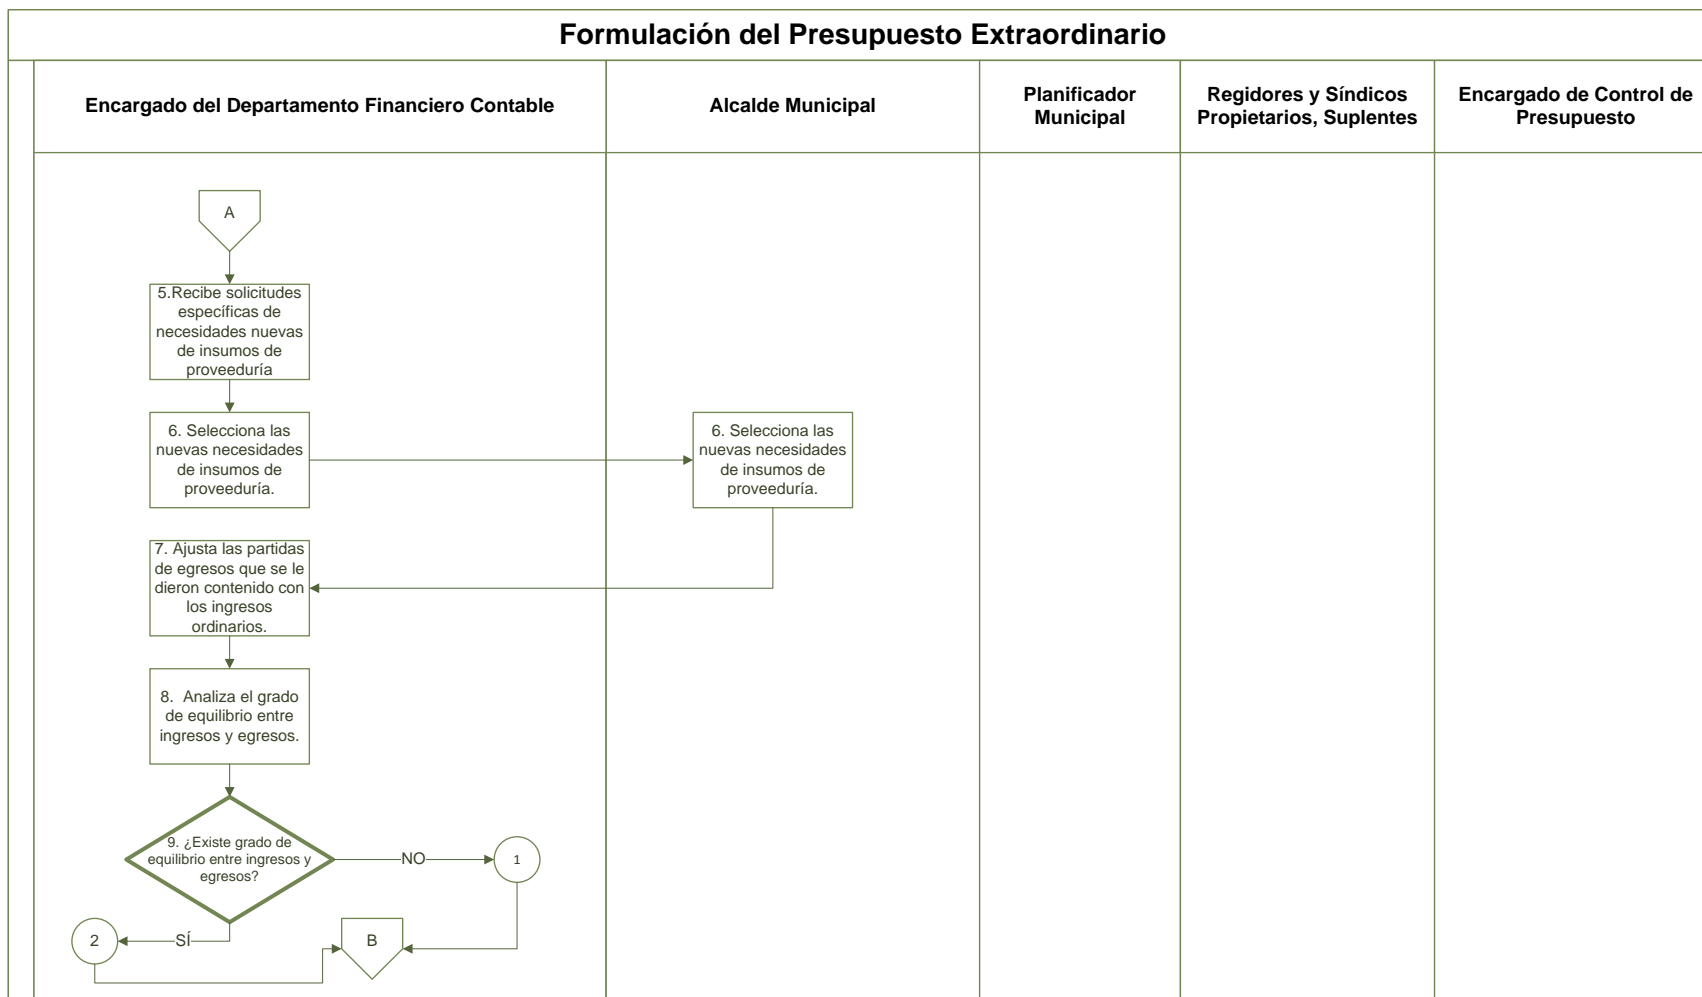 Formulación del Presupuesto Extraordinario
Encargado del Departamento Financiero Contable
Alcalde Municipal
Planificador
Municipal
Regidores y Síndicos
Propietarios, Suplentes
Encargado de Control de
Presupuesto
A
5.Recibe solicitudes
específicas de
necesidades nuevas
de insumos de
proveeduría
6. Selecciona las
nuevas necesidades
de insumos de
proveeduría.
6. Selecciona las
nuevas necesidades
de insumos de
proveeduría.
7. Ajusta las partidas
de egresos que se le
dieron contenido con
los ingresos
ordinarios.
8. Analiza el grado
de equilibrio entre
ingresos y egresos.
9. ¿Existe grado de
equilibrio entre ingresos y
egresos?
NO
1
SÍ
2
B